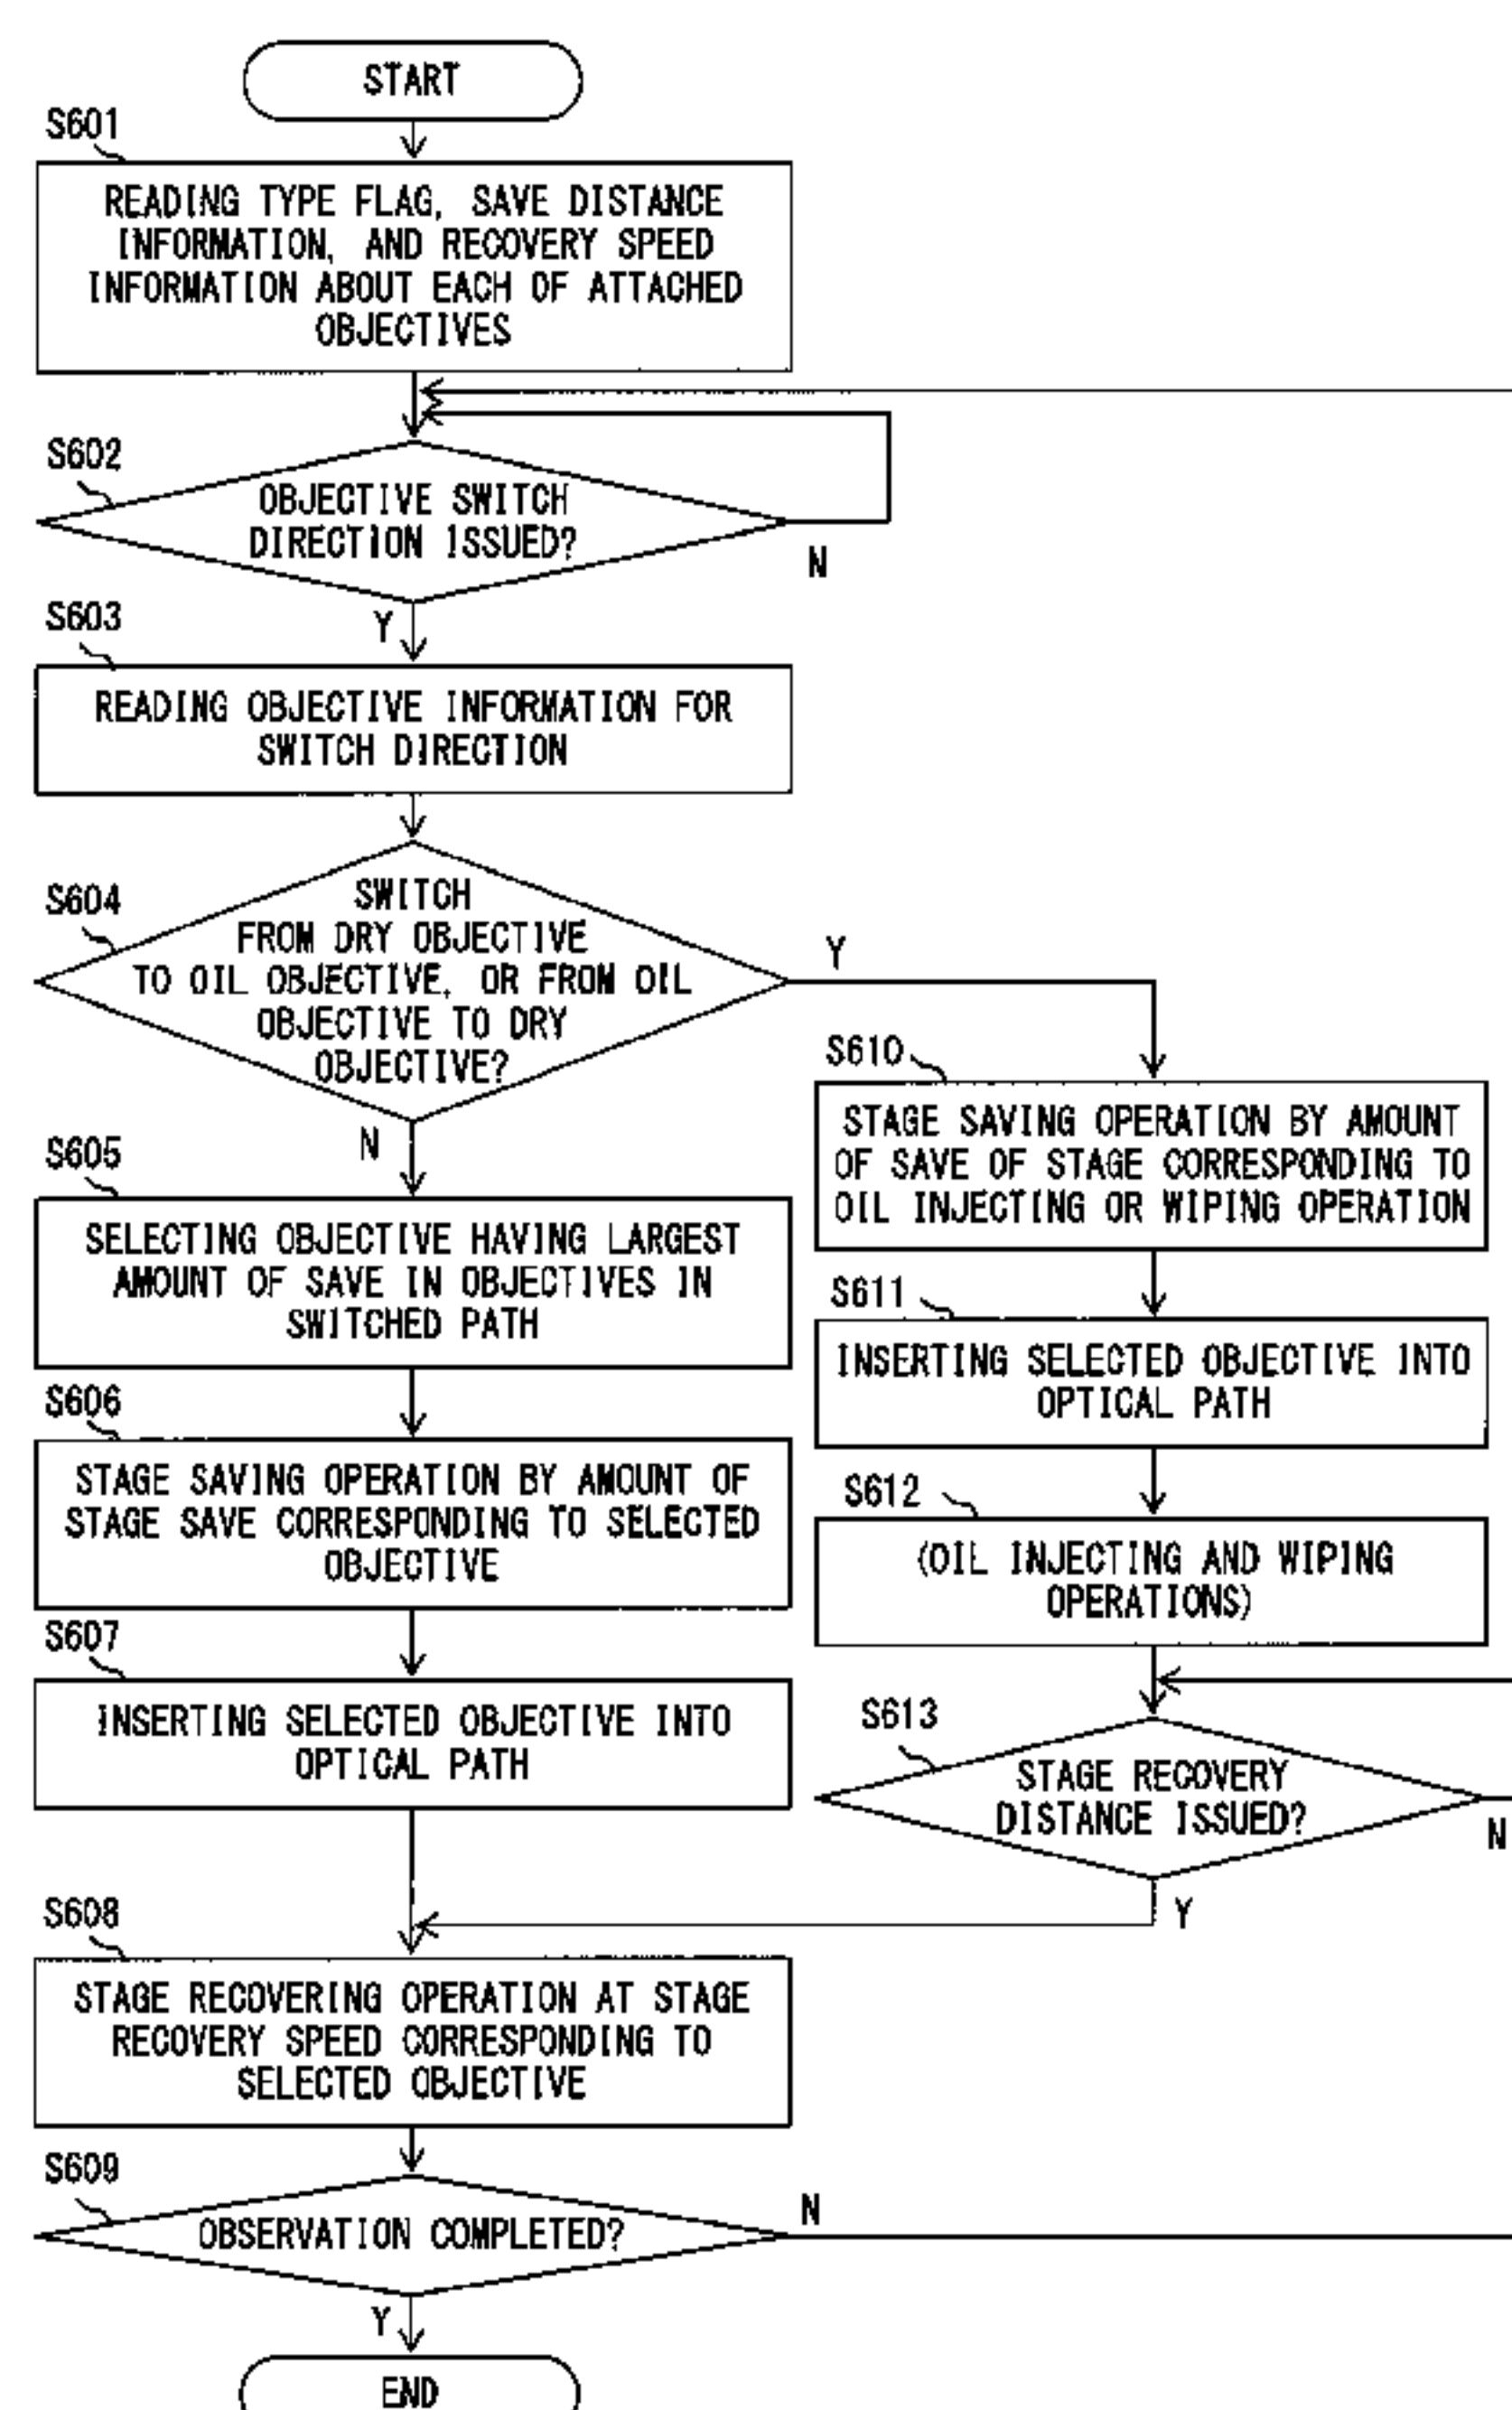 START
S601
READING TYPE FLAG, SAVE DISTANCE
INFORMATION, AND RECOVERY SPEED
INFORMATION ABOUT EACH OF ATTACHED
OBJECTIVES
S602
OBJECTIVE SWITCH
DIRECTION ISSUED?
N
Y
S603
READING OBJECTIVE INFORMATION FOR
SWITCH DIRECTION
S604
SWITCH
FROM DRY OBJECTIVE
TO OIL OBJECTIVE, OR FROM OIL
OBJECTIVE TO DRY
OBJECTIVE?
Y
N
S605
SELECTING OBJECTIVE HAVING LARGEST
AMOUNT OF SAVE IN OBJECTIVES IN
SWITCHED PATH
S606
STAGE SAVING OPERATION BY AMOUNT OF
STAGE SAVE CORRESPONDING TO SELECTED
OBJECTIVE
S607
INSERTING SELECTED OBJECTIVE INTO
OPTICAL PATH
S610
STAGE SAVING OPERATION BY AMOUNT
OF SAVE OF STAGE CORRESPONDING TO
OIL INJECTING OR WIPING OPERATION
S611
INSERTING SELECTED OBJECTIVE INTO
OPTICAL PATH
S612
(OIL INJECTING AND WIPING
OPERATIONS)
S613
STAGE RECOVERY
DISTANCE ISSUED?
N
Y
S608
STAGE RECOVERING OPERATION AT STAGE
RECOVERY SPEED CORRESPONDING TO
SELECTED OBJECTIVE
S609
OBSERVATION COMPLETED?
N
Y
END